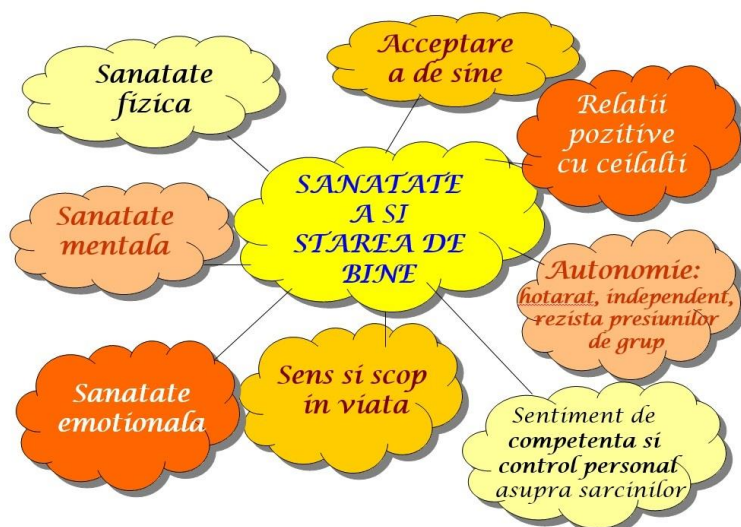 Sanatate
fizica
Acceptare
a de sine
Relatii
pozitive
cu ceilalti
SANATATE
A SI
STAREA DE
BINE
Sanatate
mentala
Autonomie:
hotarat, independent,
rezista presiunilor
de grup
Sanatate
emotionala
Sens si scop
in viata
Sentiment de
competenta si
control personal
asupra sarcinilor